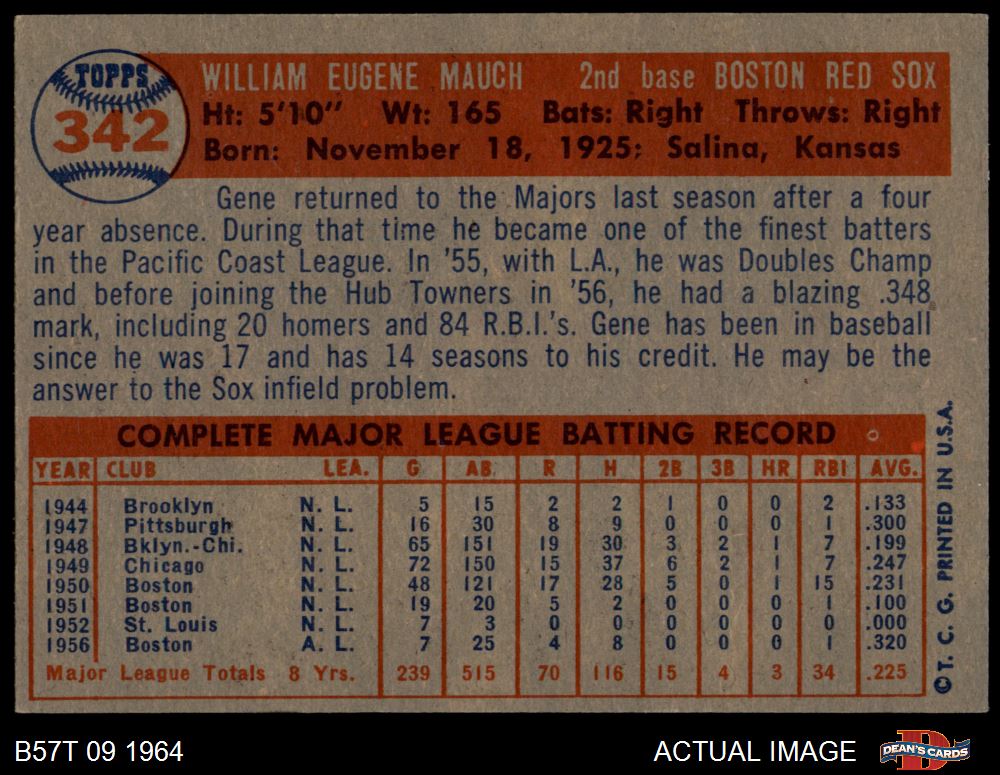 TOPPS
342
WILLIAM EUGENE MAUCH 2nd base BOSTON RED SOX
Ht: 5'10" Wt: 165 Bats: Right Throws: Right
Born: November 18, 1925; Salina, Kansas
Gene returned to the Majors last season after a four
year absence. During that time he became one of the finest batters
in the Pacific Coast League. In '55, with L.A., he was Doubles Champ
and before joining the Hub Towners in '56, he had a blazing .348
mark, including 20 homers and 84 R.B.I.'s. Gene has been in baseball
since he was 17 and has 14 seasons to his credit. He may be the
answer to the Sox infield problem.
COMPLETE MAJOR LEAGUE BATTING RECORD
YEAR CLUB LEA. G AB R H 2B 3B HR RBI AVG.
1944 Brooklyn N. L. 5 15 2 2 1 0 0 2 .133
1947 Pittsburgh N. L. 16 30 8 9 0 0 0 1 .300
1948 Bklyn.-Chi. N. L. 65 151 19 30 3 2 1 7 .199
1949 Chicago N. L. 72 150 15 37 6 2 1 7 .247
1950 Boston N. L. 48 121 17 28 5 0 1 15 .231
1951 Boston N. L. 19 20 5 2 0 0 0 1 .100
1952 St. Louis N. L. 7 3 0 0 0 0 0 0 .000
1956 Boston A. L. 7 25 4 8 0 0 0 1 .320
Major League Totals 8 Yrs. 239 515 70 116 15 4 3 34 .225
© T. C. G. PRINTED IN U.S.A.
B57T 09 1964 ACTUAL IMAGE
D
DEAN'S CARDS